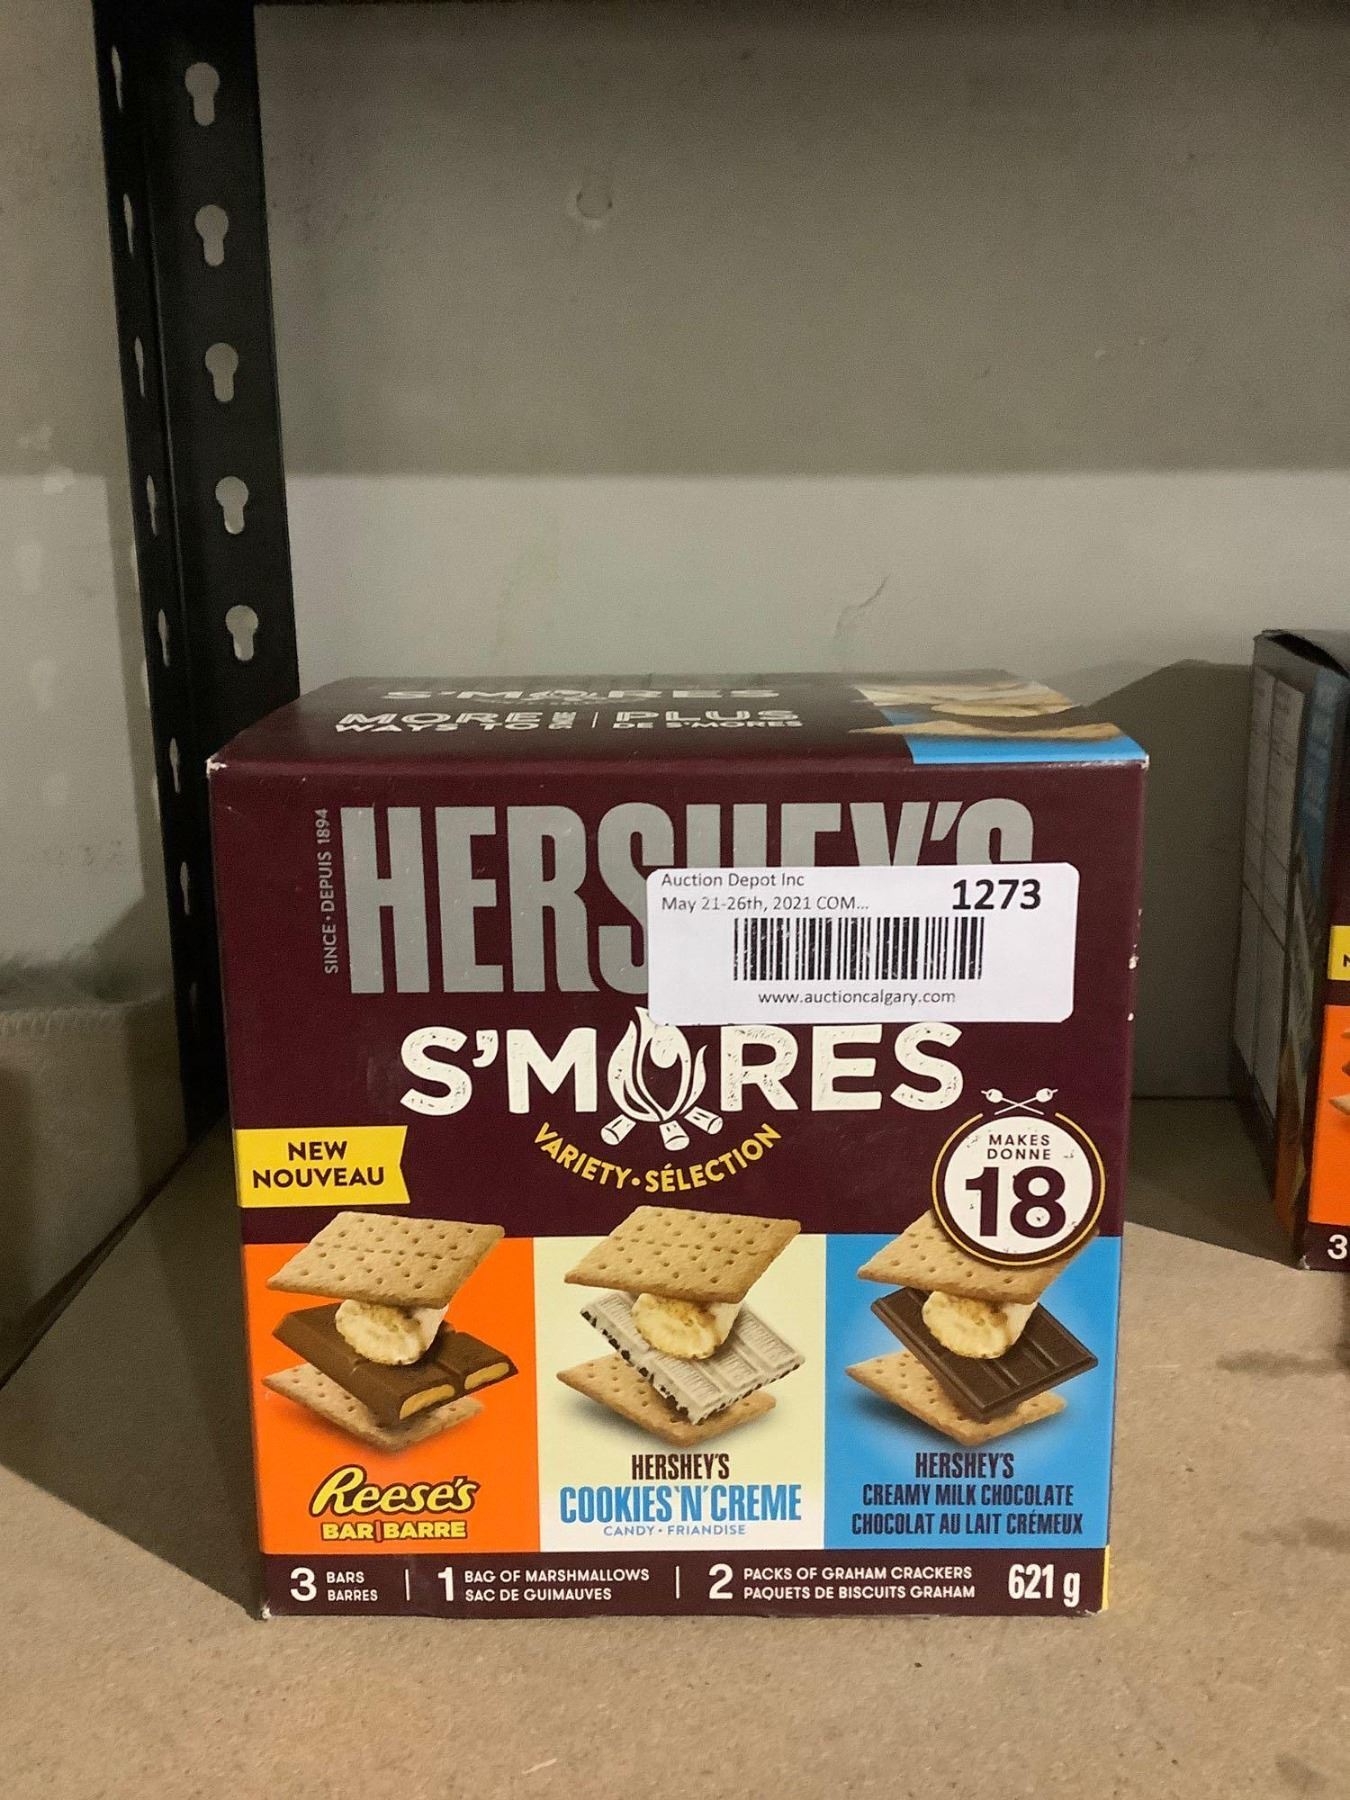 S'MORES
MORE | PLUS
WAYS TO | DE S'MORES
SINCE • DEPUIS 1894
HERSHEY'S
Auction Depot Inc
1273
May 21-26th, 2021 COM...
www.auctioncalgary.com
S'MORES
VARIETY • SÉLECTION
NEW
NOUVEAU
MAKES
DONNE
18
Reese's
BAR | BARRE
HERSHEY'S
COOKIES 'N' CREME
CANDY • FRIANDISE
HERSHEY'S
CREAMY MILK CHOCOLATE
CHOCOLAT AU LAIT CRÉMEUX
3 BARS
BARRES
1 BAG OF MARSHMALLOWS
SAC DE GUIMAUVES
2 PACKS OF GRAHAM CRACKERS
PAQUETS DE BISCUITS GRAHAM
621 g
3